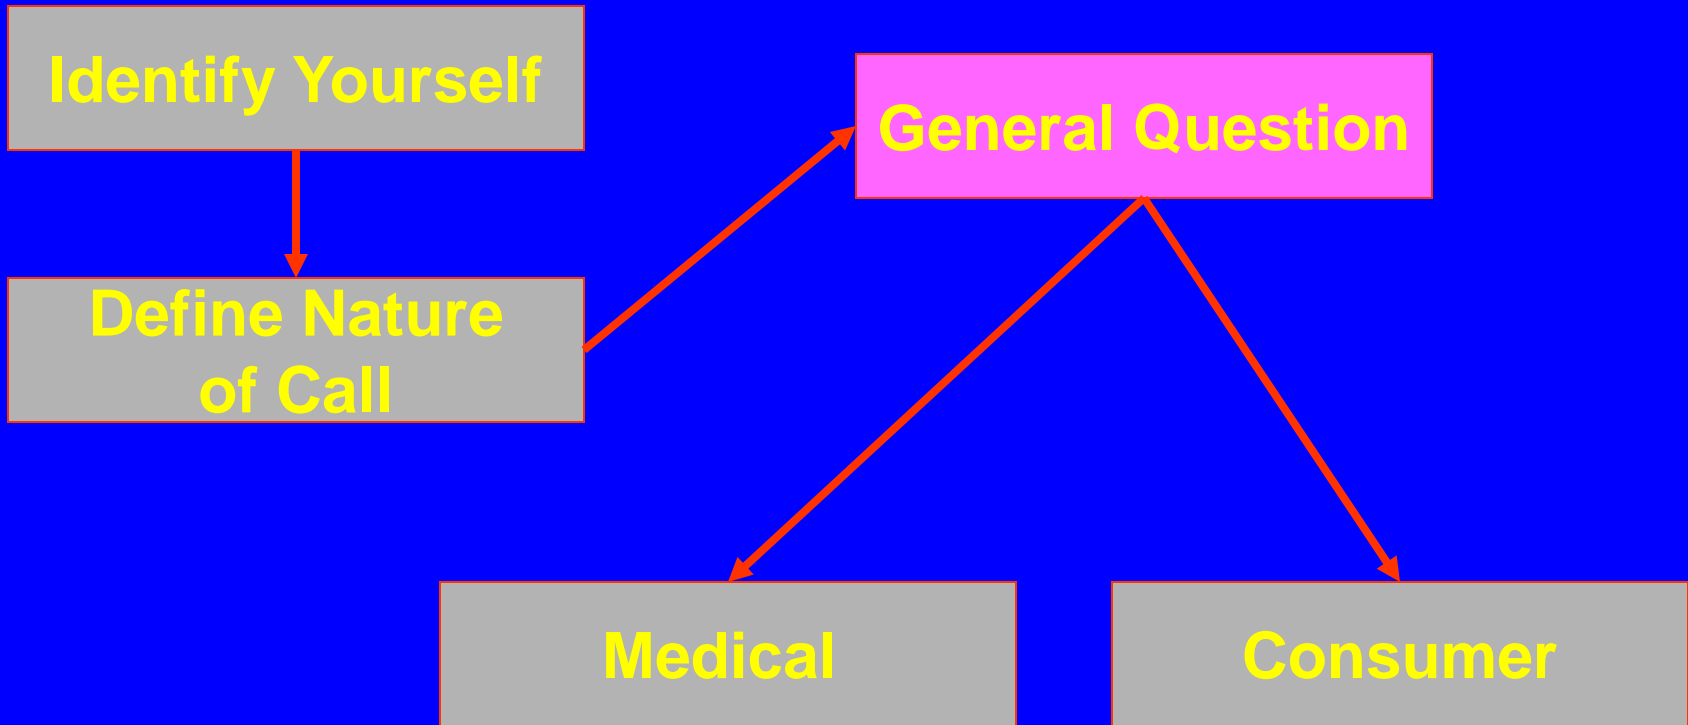 Identify Yourself
General Question
Define Nature
of Call
Medical
Consumer